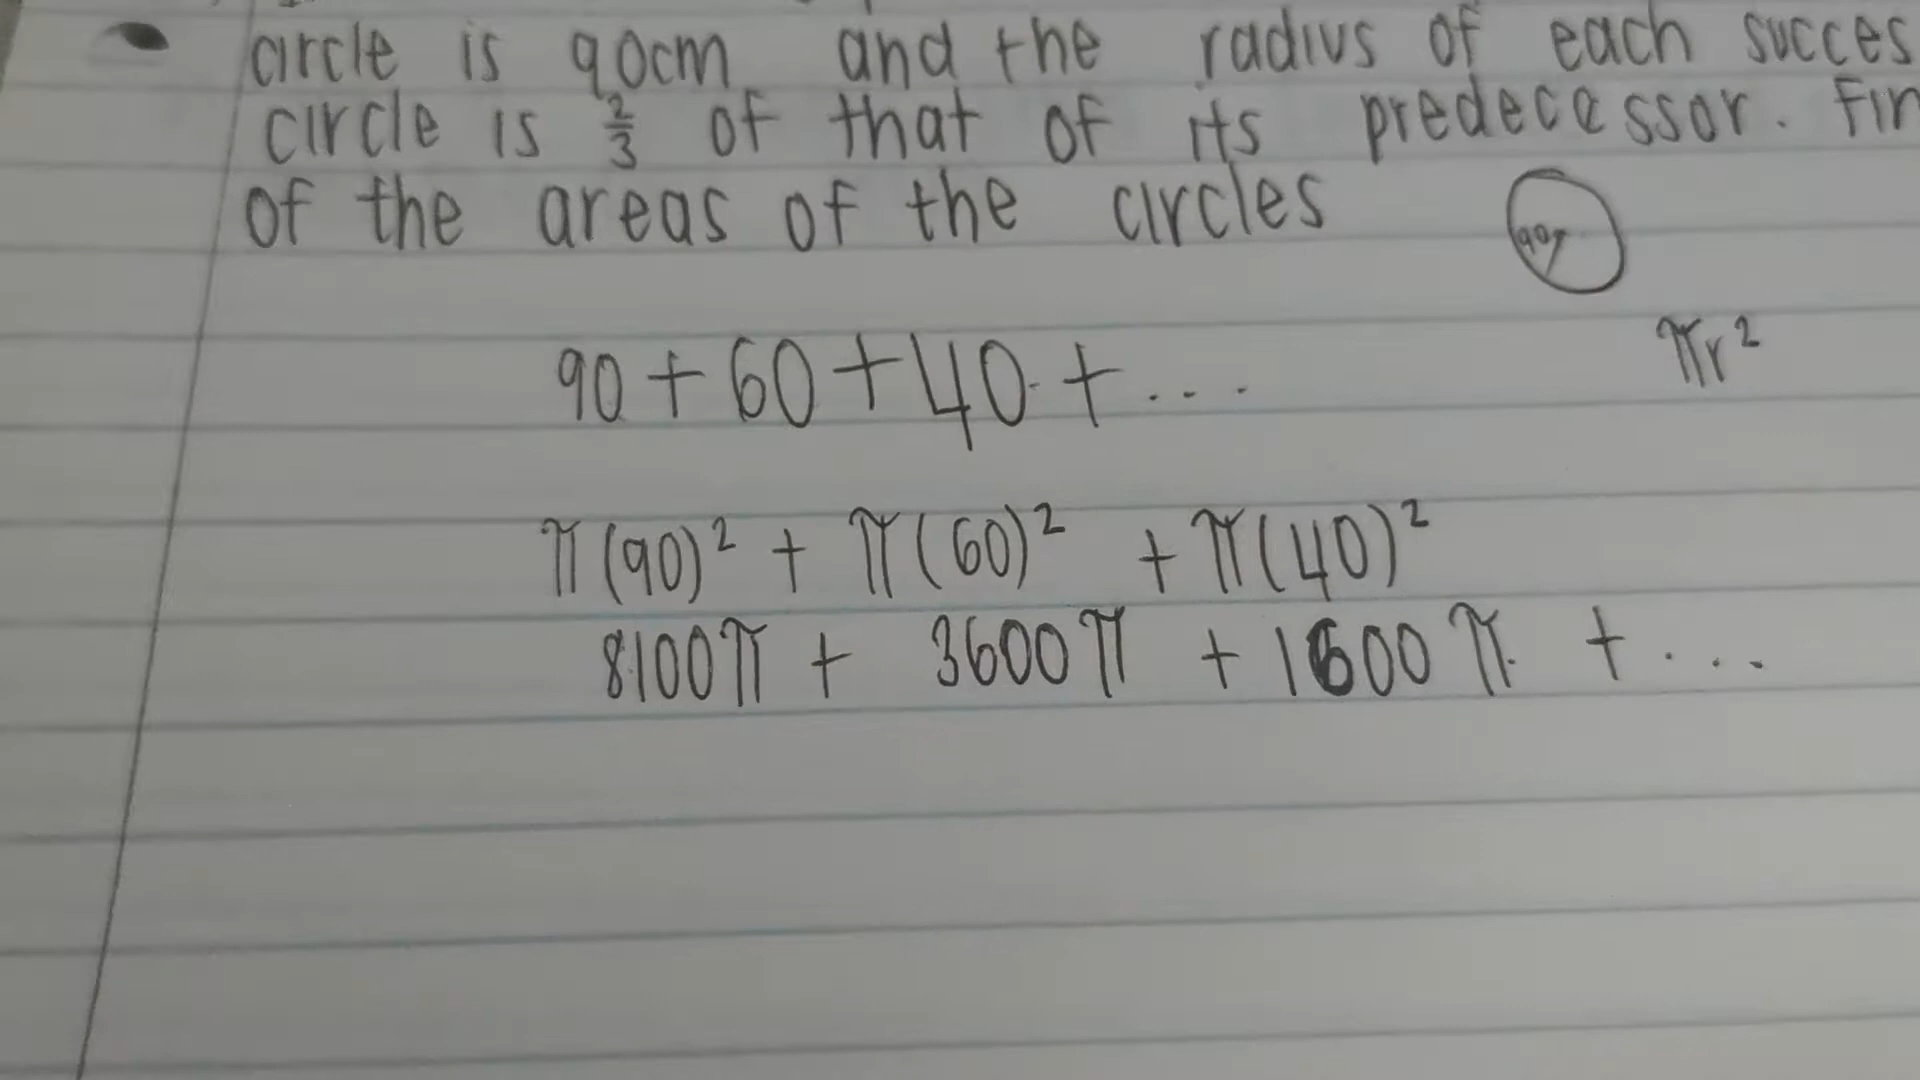 circle is 90cm and the radius of each succes
circle is 2/3 of that of its predecessor. Fin
of the areas of the circles
90
90 + 60 + 40 + ...
πr²
π(90)² + π(60)² + π(40)²
8100π + 3600π + 1600π + ...